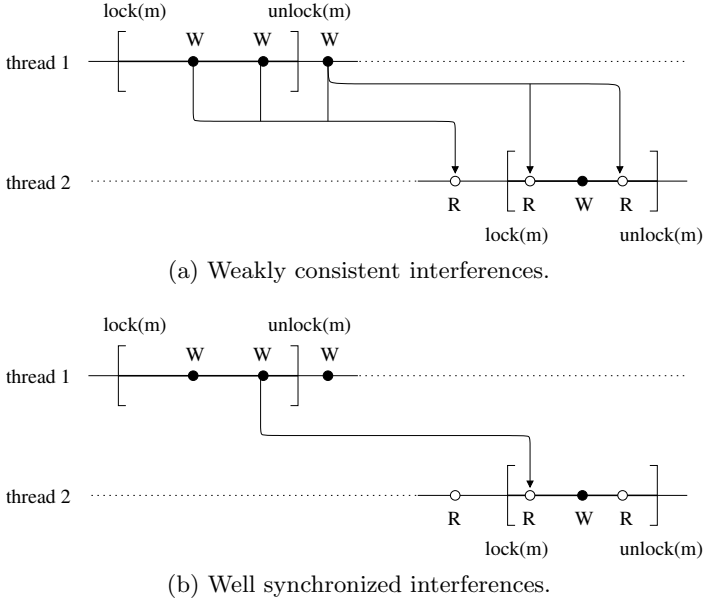 lock(m) unlock(m)
W W W
thread 1
thread 2
R R W R
lock(m) unlock(m)
(a) Weakly consistent interferences.
lock(m) unlock(m)
W W W
thread 1
thread 2
R R W R
lock(m) unlock(m)
(b) Well synchronized interferences.